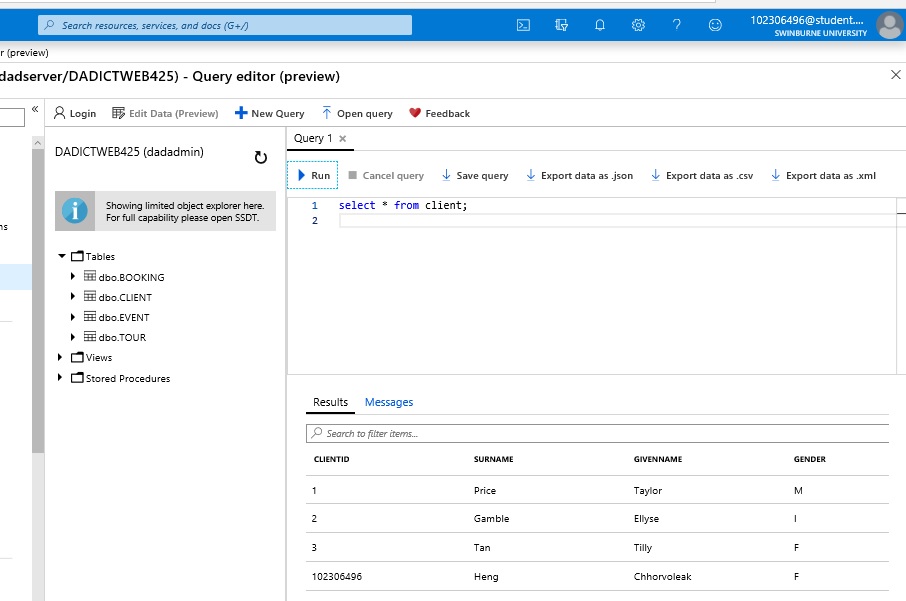 Search resources, services, and docs (G+/)
102306496@student....
SWINBURNE UNIVERSITY
r (preview)
dadserver/DADICTWEB425) - Query editor (preview)
«
Login
Edit Data (Preview)
New Query
Open query
Feedback
DADICTWEB425 (dadadmin)
Showing limited object explorer here.
For full capability please open SSDT.
ns
Tables
dbo.BOOKING
dbo.CLIENT
dbo.EVENT
dbo.TOUR
Views
Stored Procedures
Query 1
Run
Cancel query
Save query
Export data as .json
Export data as .csv
Export data as .xml
1 select * from client;
2
Results Messages
Search to filter items...
CLIENTID SURNAME GIVENNAME GENDER
1 Price Taylor M
2 Gamble Ellyse I
3 Tan Tilly F
102306496 Heng Chhorvoleak F